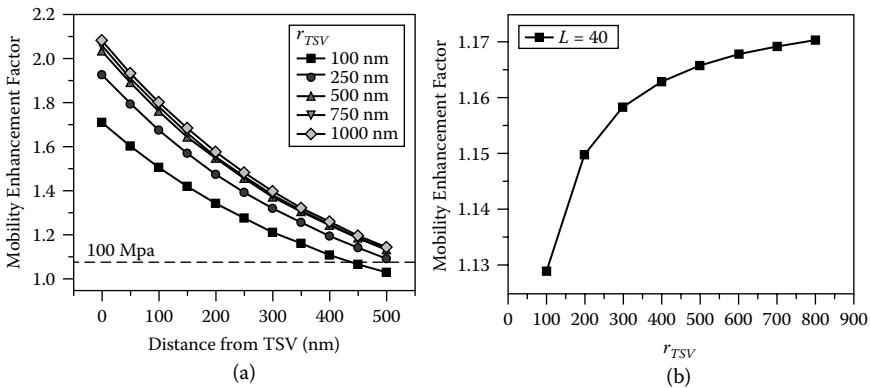 2.2
2.0
1.8
1.6
1.4
1.2
1.0
Mobility Enhancement Factor
r_TSV
100 nm
250 nm
500 nm
750 nm
1000 nm
100 Mpa
0 100 200 300 400 500
Distance from TSV (nm)
(a)
1.17
1.16
1.15
1.14
1.13
Mobility Enhancement Factor
L = 40
0 100 200 300 400 500 600 700 800 900
r_TSV
(b)